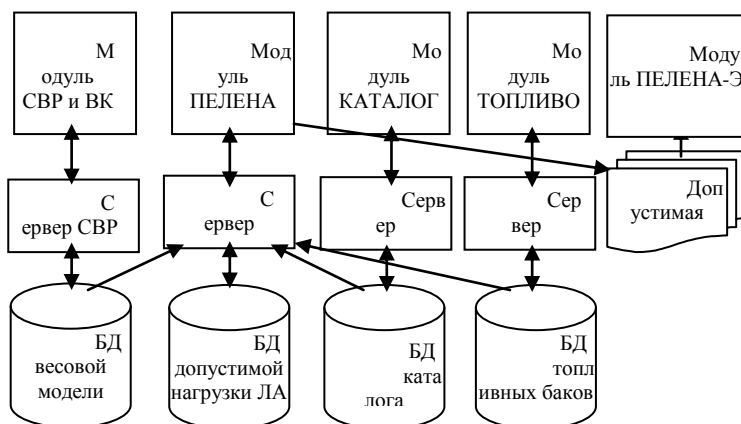 М
одуль
СВР и ВК
Мод
уль
ПЕЛЕНА
Мо
дуль
КАТАЛОГ
Мо
дуль
ТОПЛИВО
Моду
ль ПЕЛЕНА-Э
С
ервер СВР
С
ервер
Серв
ер
Сер
вер
Доп
устимая
БД
весовой
модели
БД
допустимой
нагрузки ЛА
БД
ката
лога
БД
топл
ивных баков